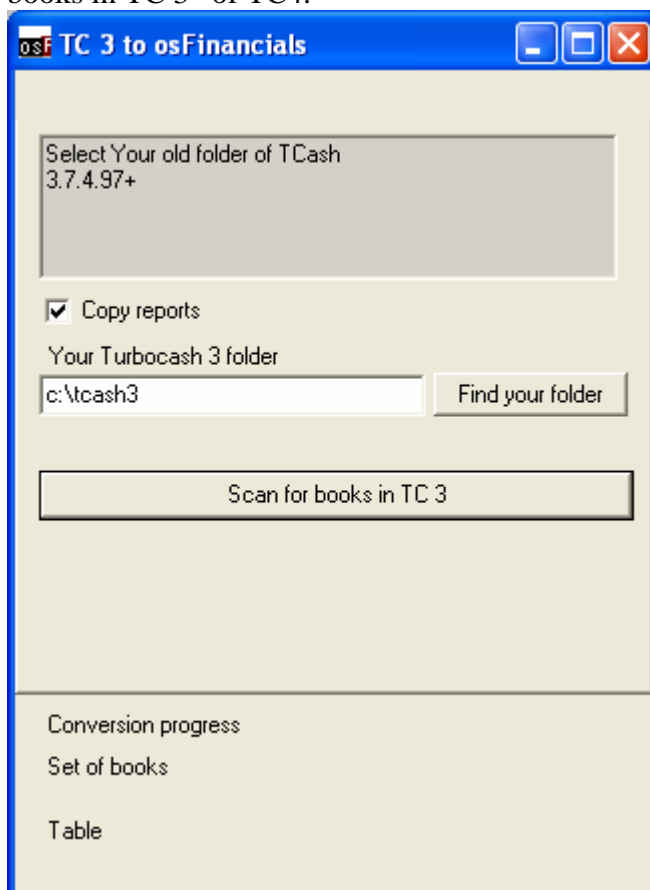 books in TC 3" or TC4.
osF TC 3 to osFinancials
Select Your old folder of TCash
3.7.4.97+
Copy reports
Your Turbocash 3 folder
c:\tcash3
Find your folder
Scan for books in TC 3
Conversion progress
Set of books
Table